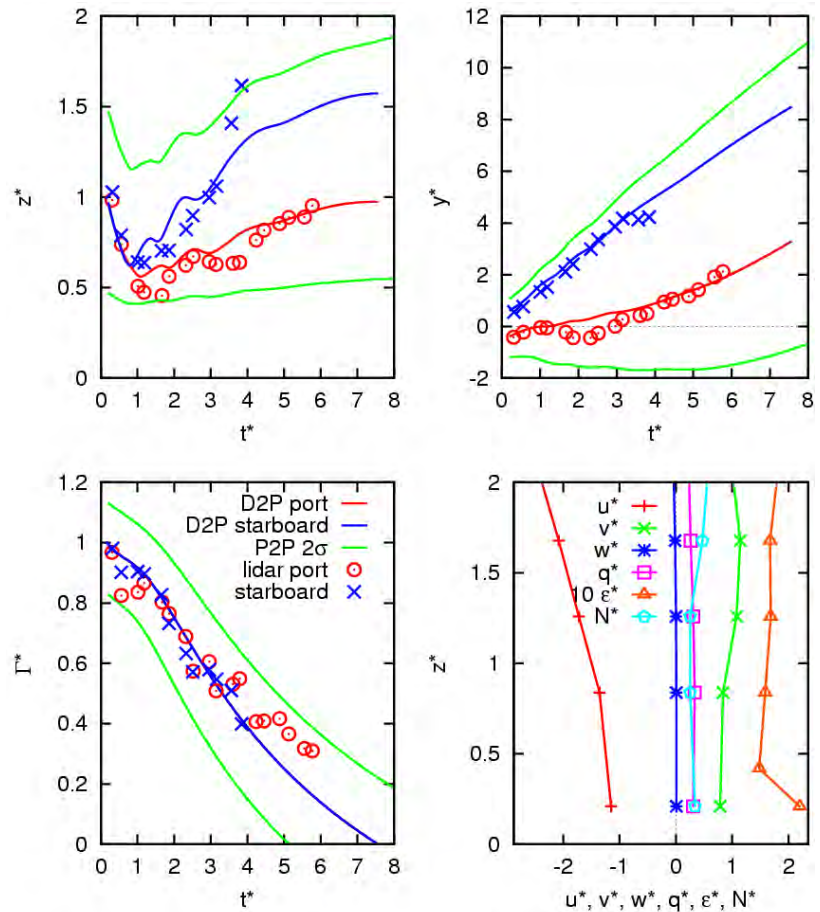 2
1.5
1
0.5
0
0 1 2 3 4 5 6 7 8
z*
t*
12
10
8
6
4
2
0
-2
0 1 2 3 4 5 6 7 8
y*
t*
1.2
1
0.8
0.6
0.4
0.2
0
0 1 2 3 4 5 6 7 8
Γ*
t*
D2P port
D2P starboard
P2P 2σ
lidar port
starboard
2
1.5
1
0.5
0
-2 -1 0 1 2
z*
u*, v*, w*, q*, ε*, N*
u*
v*
w*
q*
10 ε*
N*